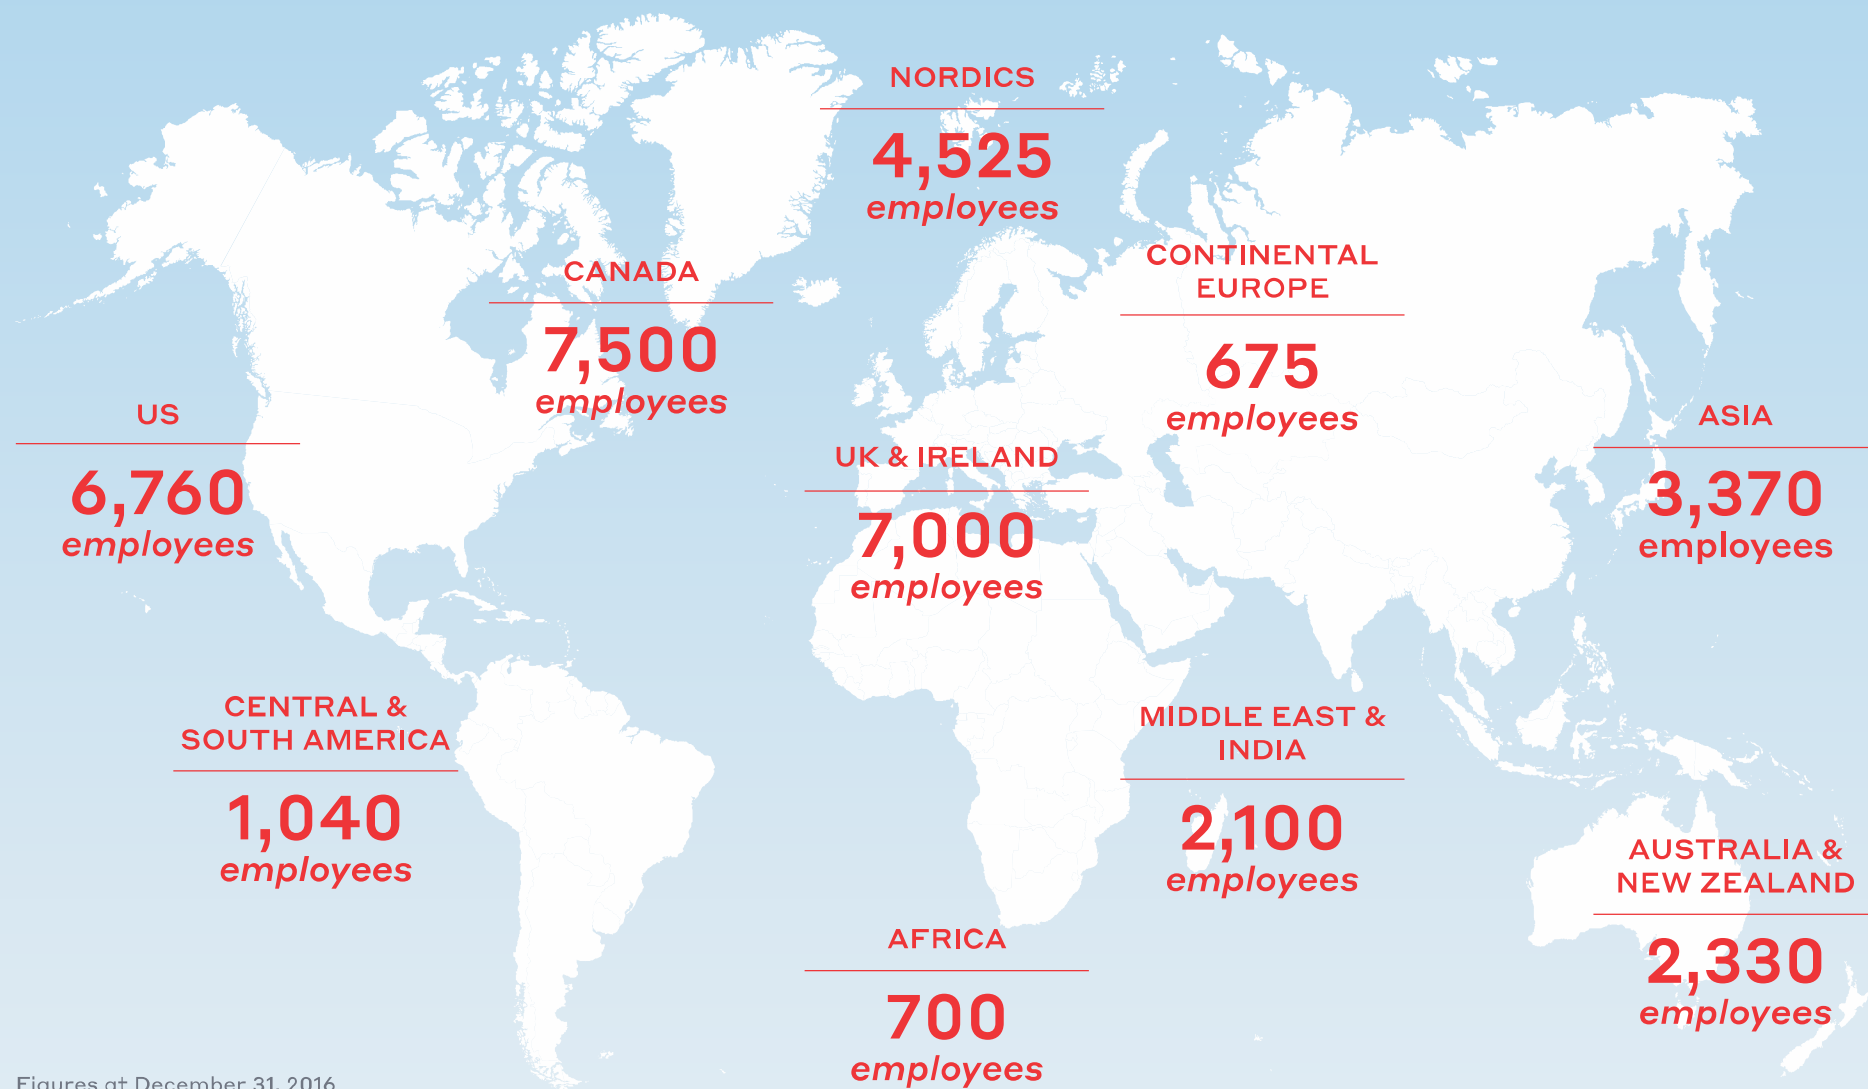 NORDICS
4,525
employees
CANADA
7,500
employees
CONTINENTAL
EUROPE
675
employees
US
6,760
employees
UK & IRELAND
7,000
employees
ASIA
3,370
employees
CENTRAL &
SOUTH AMERICA
1,040
employees
MIDDLE EAST &
INDIA
2,100
employees
AUSTRALIA &
NEW ZEALAND
2,330
employees
AFRICA
700
employees
Figures at December 31, 2016